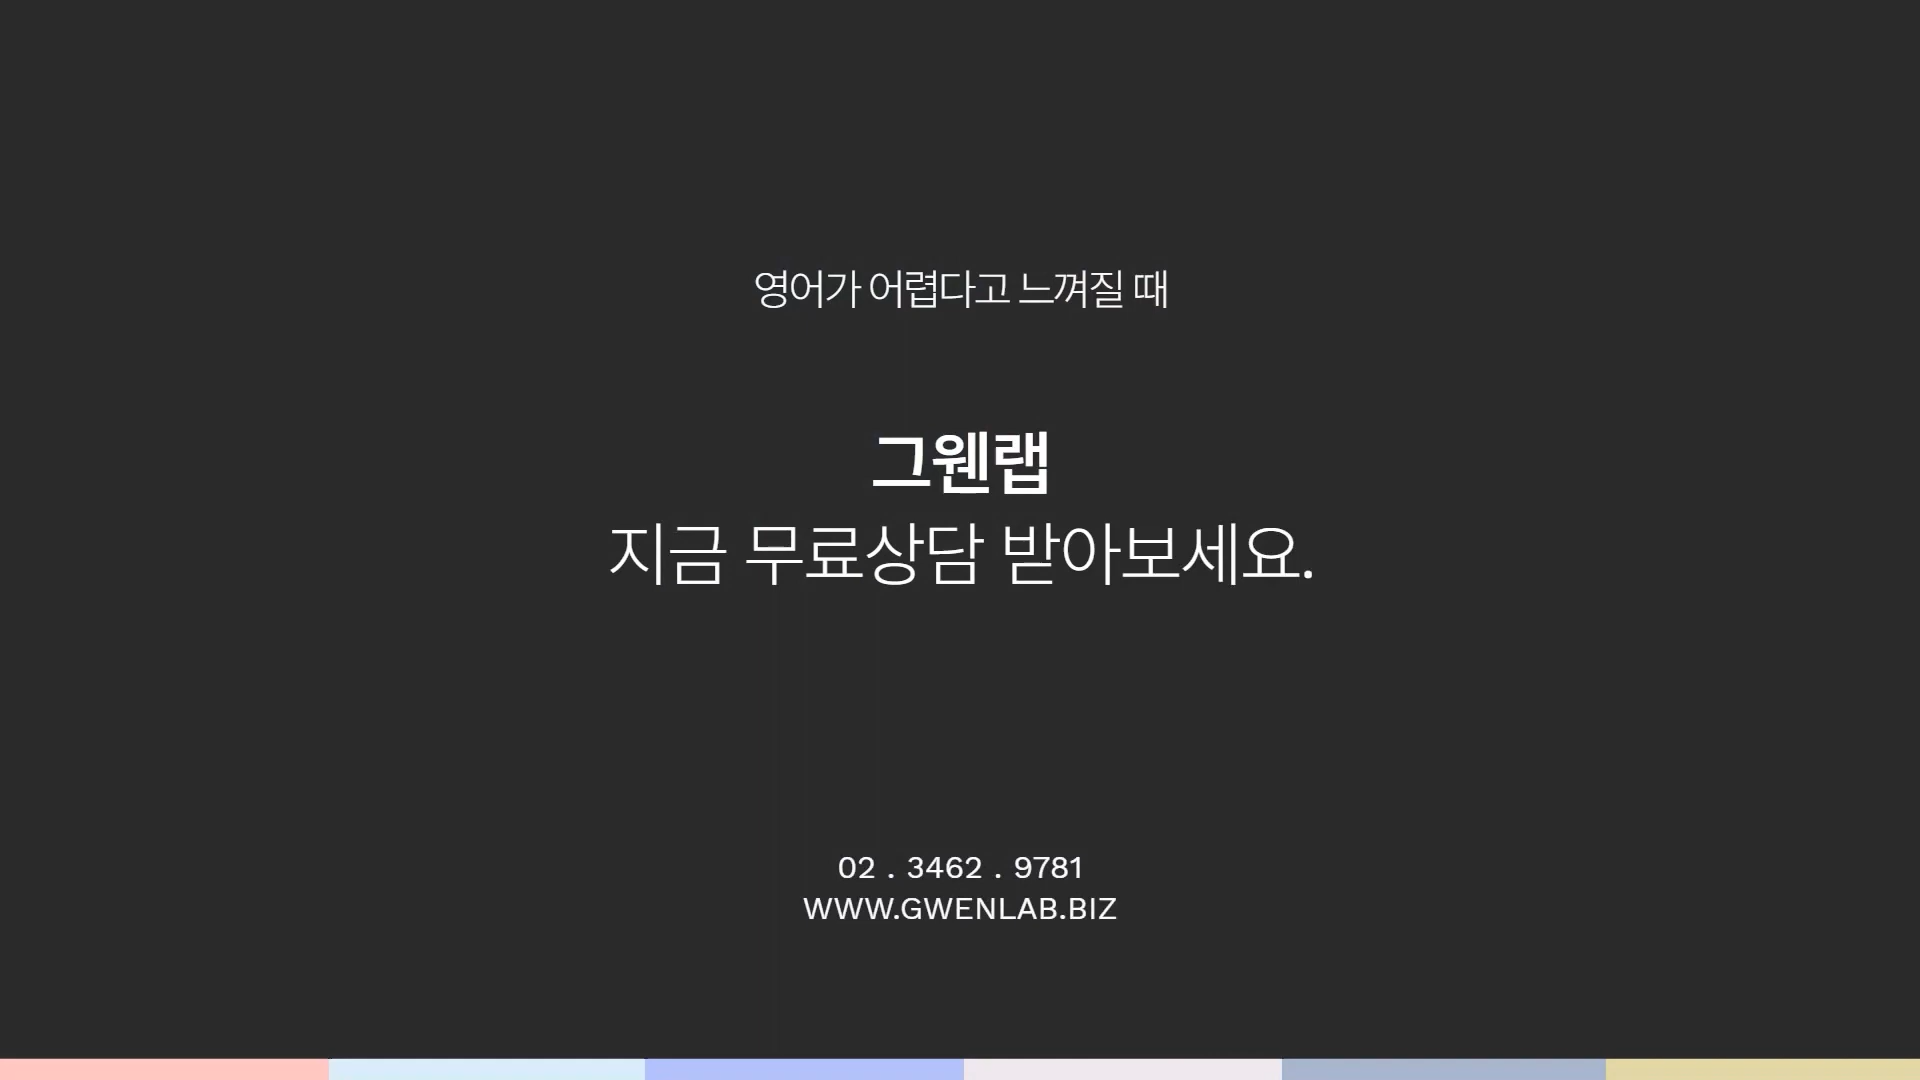 영어가 어렵다고 느껴질 때
그웬랩
지금 무료상담 받아보세요.
02 . 3462 . 9781
WWW.GWENLAB.BIZ